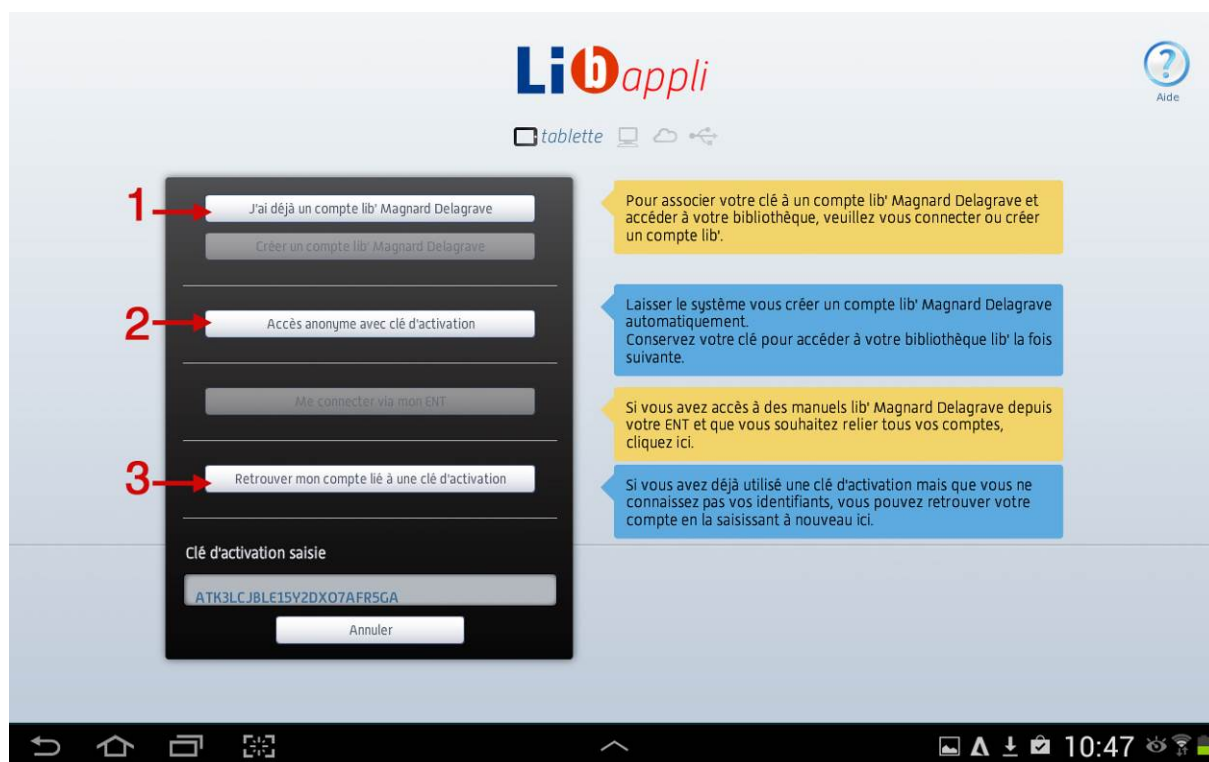 Lib appli
Aide
tablette
1
J'ai déjà un compte lib' Magnard Delagrave
Créer un compte lib' Magnard Delagrave
Pour associer votre clé à un compte lib' Magnard Delagrave et
accéder à votre bibliothèque, veuillez vous connecter ou créer
un compte lib'.
2
Accès anonyme avec clé d'activation
Laisser le système vous créer un compte lib' Magnard Delagrave
automatiquement.
Conservez votre clé pour accéder à votre bibliothèque lib' la fois
suivante.
Me connecter via mon ENT
Si vous avez accès à des manuels lib' Magnard Delagrave depuis
votre ENT et que vous souhaitez relier tous vos comptes,
cliquez ici.
3
Retrouver mon compte lié à une clé d'activation
Si vous avez déjà utilisé une clé d'activation mais que vous ne
connaissez pas vos identifiants, vous pouvez retrouver votre
compte en la saisissant à nouveau ici.
Clé d'activation saisie
ATK3LCJBLE15Y2DXO7AFR5GA
Annuler
10:47